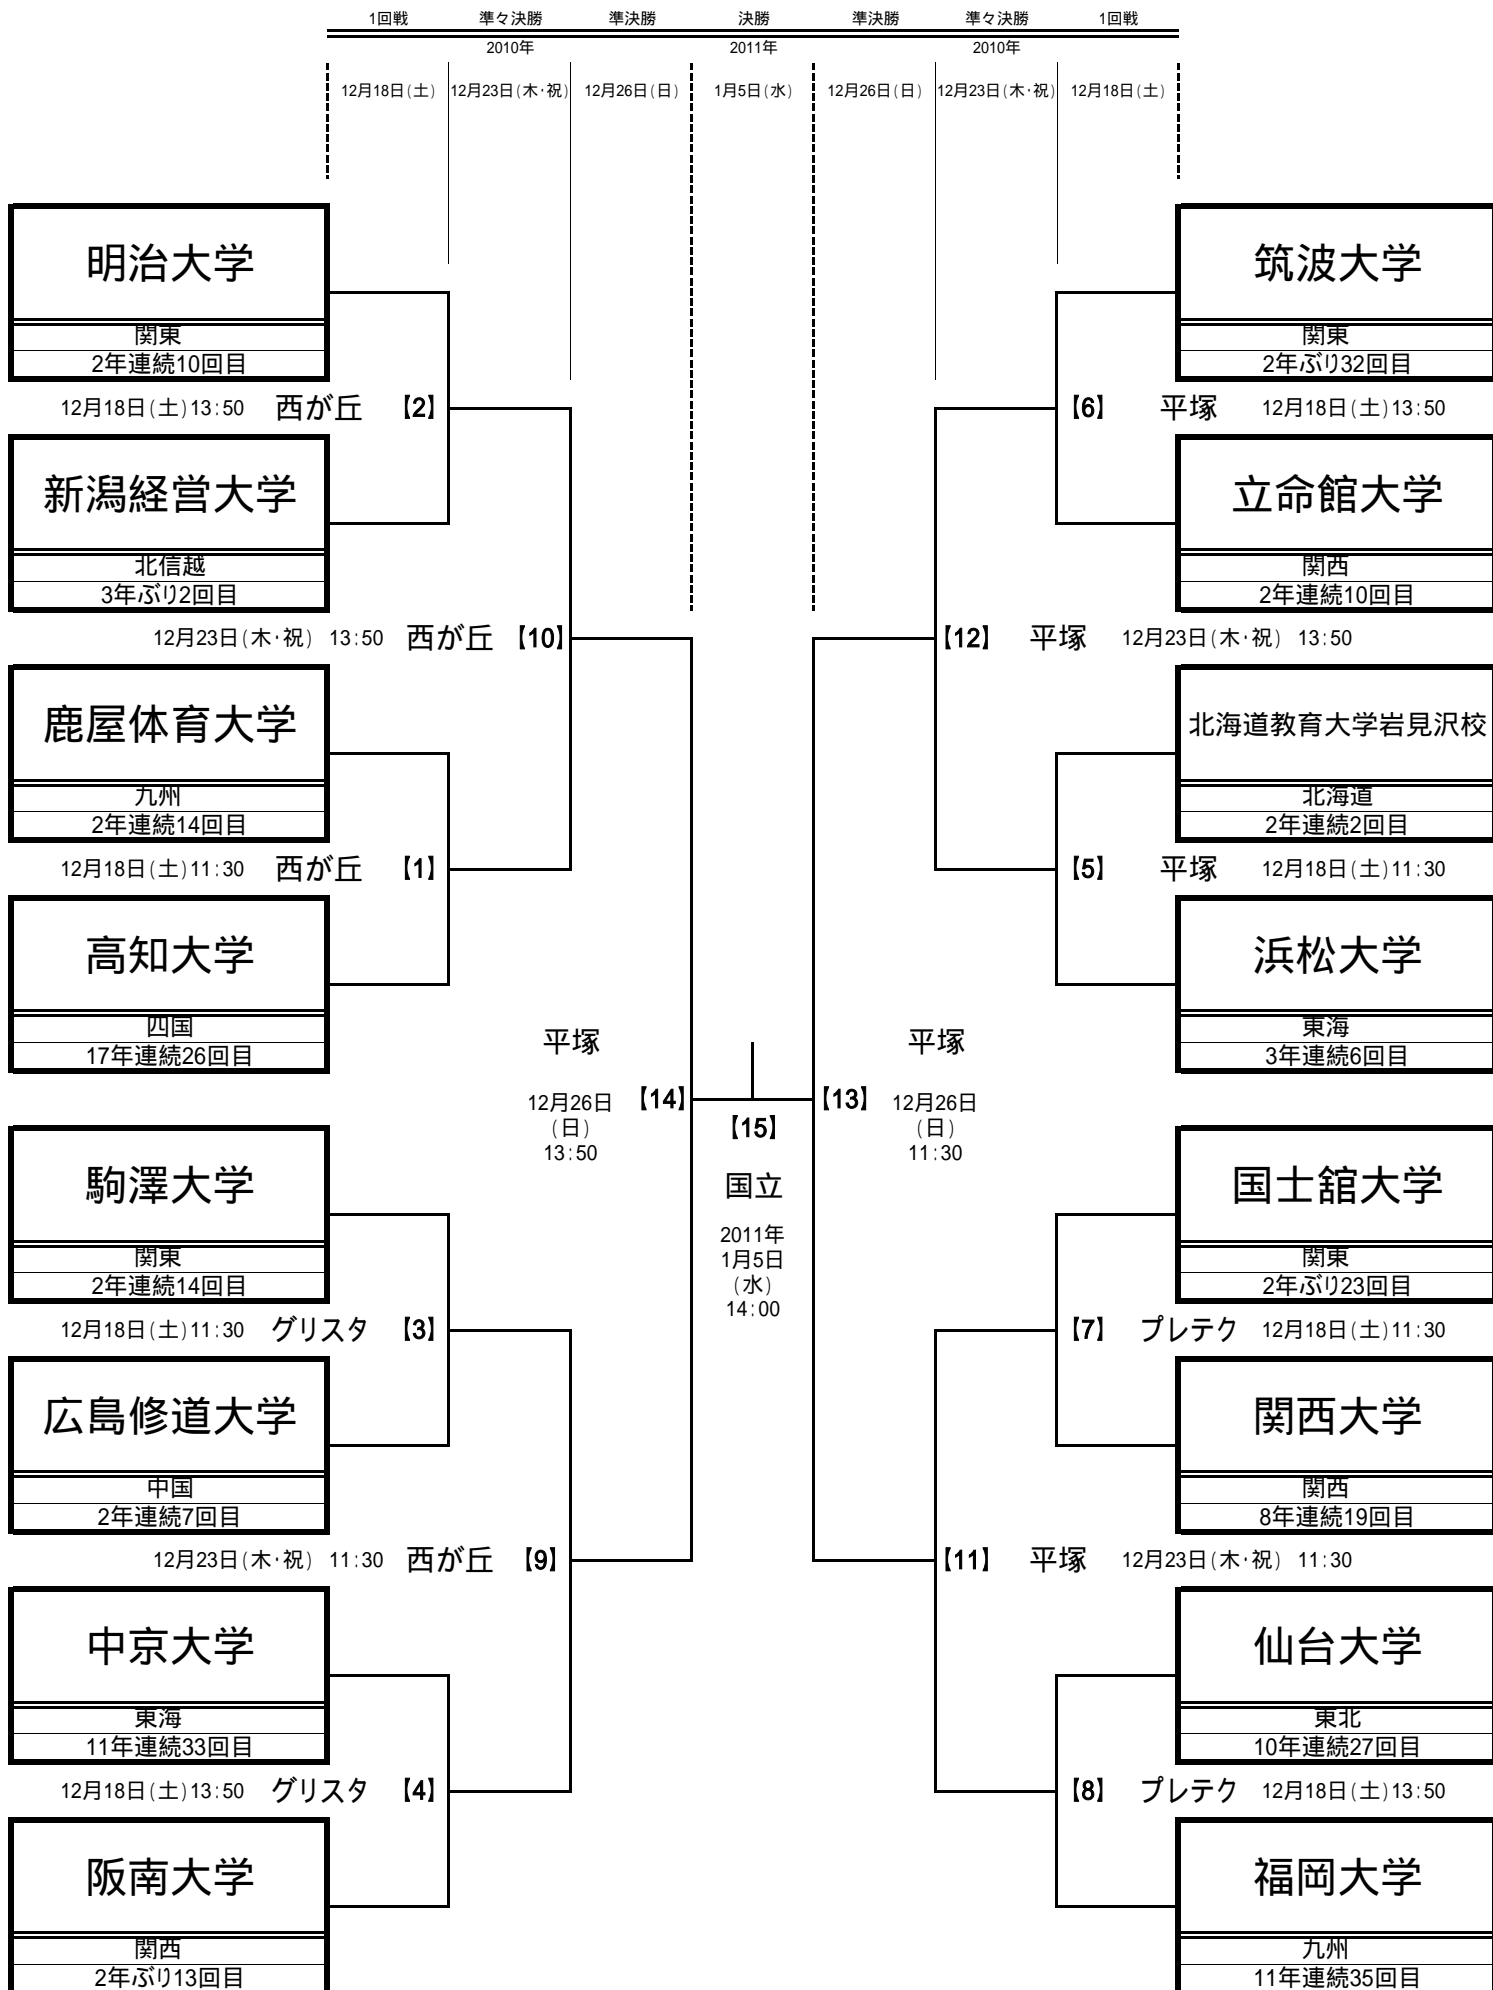 1回戦 準々決勝 準決勝 決勝 準決勝 準々決勝 1回戦
2010年 2011年 2010年
12月18日(土) 12月23日(木·祝) 12月26日(日) 1月5日(水) 12月26日(日) 12月23日(木·祝) 12月18日(土)
明治大学 筑波大学
関東 関東
2年連続10回目 2年ぶり32回目
12月18日(土)13:50 西が丘 【2】 【6】 平塚 12月18日(土)13:50
新潟経営大学 立命館大学
北信越 関西
3年ぶり2回目 2年連続10回目
12月23日(木·祝) 13:50 西が丘 【10】 【12】 平塚 12月23日(木·祝) 13:50
鹿屋体育大学 北海道教育大学岩見沢校
九州 北海道
2年連続14回目 2年連続2回目
12月18日(土)11:30 西が丘 【1】 【5】 平塚 12月18日(土)11:30
高知大学 浜松大学
四国 東海
17年連続26回目 3年連続6回目
平塚 平塚
12月26日 【14】 【13】 12月26日
(日) 【15】 (日)
13:50 11:30
駒澤大学 国立 国士舘大学
関東 2011年 関東
2年連続14回目 1月5日 2年ぶり23回目
(水)
14:00
12月18日(土)11:30 グリスタ 【3】 【7】 プレテク 12月18日(土)11:30
広島修道大学 関西大学
中国 関西
2年連続7回目 8年連続19回目
12月23日(木·祝) 11:30 西が丘 【9】 【11】 平塚 12月23日(木·祝) 11:30
中京大学 仙台大学
東海 東北
11年連続33回目 10年連続27回目
12月18日(土)13:50 グリスタ 【4】 【8】 プレテク 12月18日(土)13:50
阪南大学 福岡大学
関西 九州
2年ぶり13回目 11年連続35回目